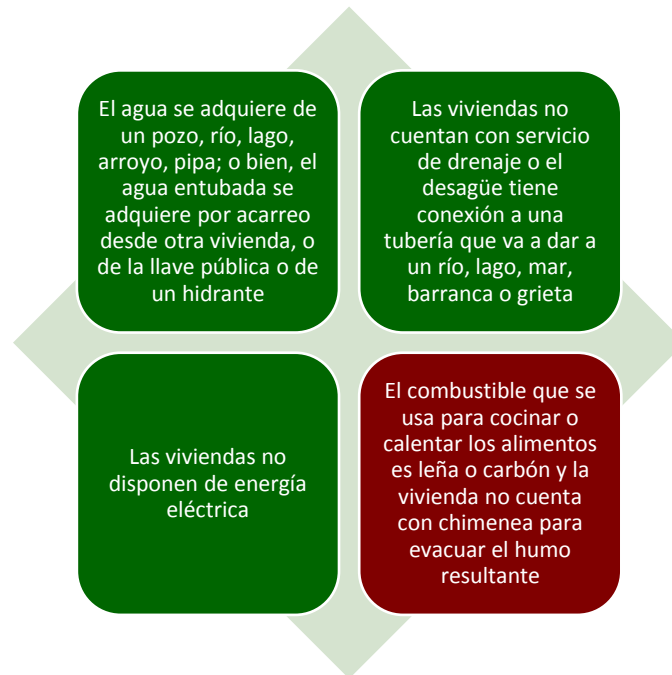 El agua se adquiere de
un pozo, río, lago,
arroyo, pipa; o bien, el
agua entubada se
adquiere por acarreo
desde otra vivienda, o
de la llave pública o de
un hidrante
Las viviendas no
cuentan con servicio
de drenaje o el
desagüe tiene
conexión a una
tubería que va a dar a
un río, lago, mar,
barranca o grieta
Las viviendas no
disponen de energía
eléctrica
El combustible que se
usa para cocinar o
calentar los alimentos
es leña o carbón y la
vivienda no cuenta
con chimenea para
evacuar el humo
resultante